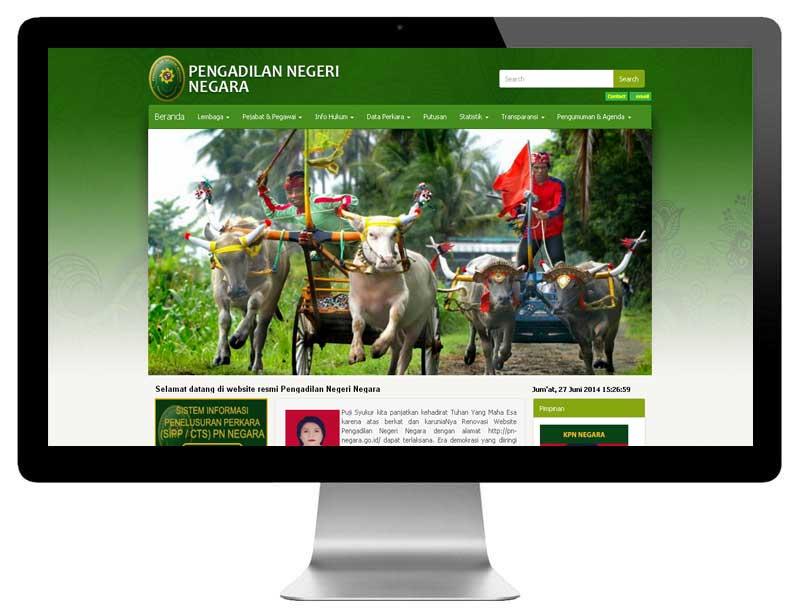 PENGADILAN NEGERI
NEGARA
Search
Search
Contact
email
Beranda Lembaga Pejabat & Pegawai Info Hukum Data Perkara Putusan Statistik Transparansi Pengumuman & Agenda
Selamat datang di website resmi Pengadilan Negeri Negara
Jum'at, 27 Juni 2014 15:26:59
SISTEM INFORMASI
PENELUSURAN PERKARA
(SIPP / CTS) PN NEGARA
Puji Syukur kita panjatkan kehadirat Tuhan Yang Maha Esa
karena atas berkat dan karuniaNya Renovasi Website
Pengadilan Negeri Negara dengan alamat http://pn-
negara.go.id/ dapat terlaksana. Era demokrasi yang diringi
Pimpinan
KPN NEGARA